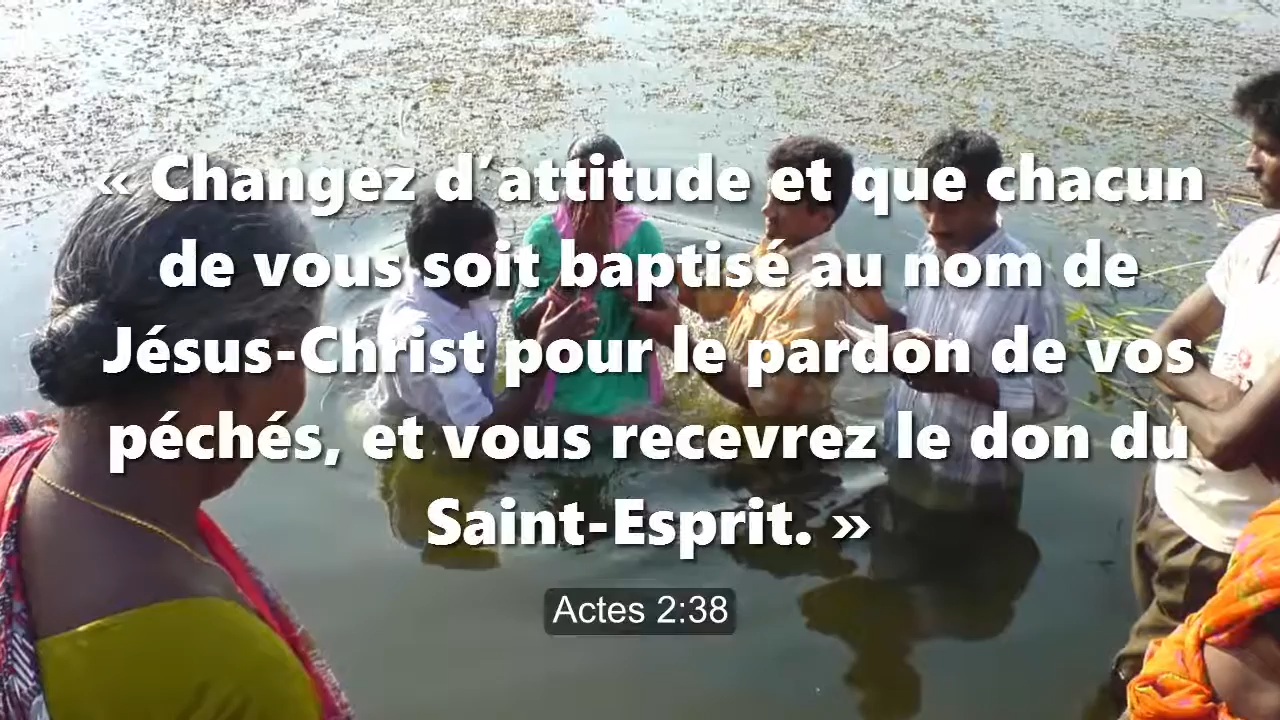 « Changez d’attitude et que chacun
de vous soit baptisé au nom de
Jésus-Christ pour le pardon de vos
péchés, et vous recevrez le don du
Saint-Esprit. »
Actes 2:38